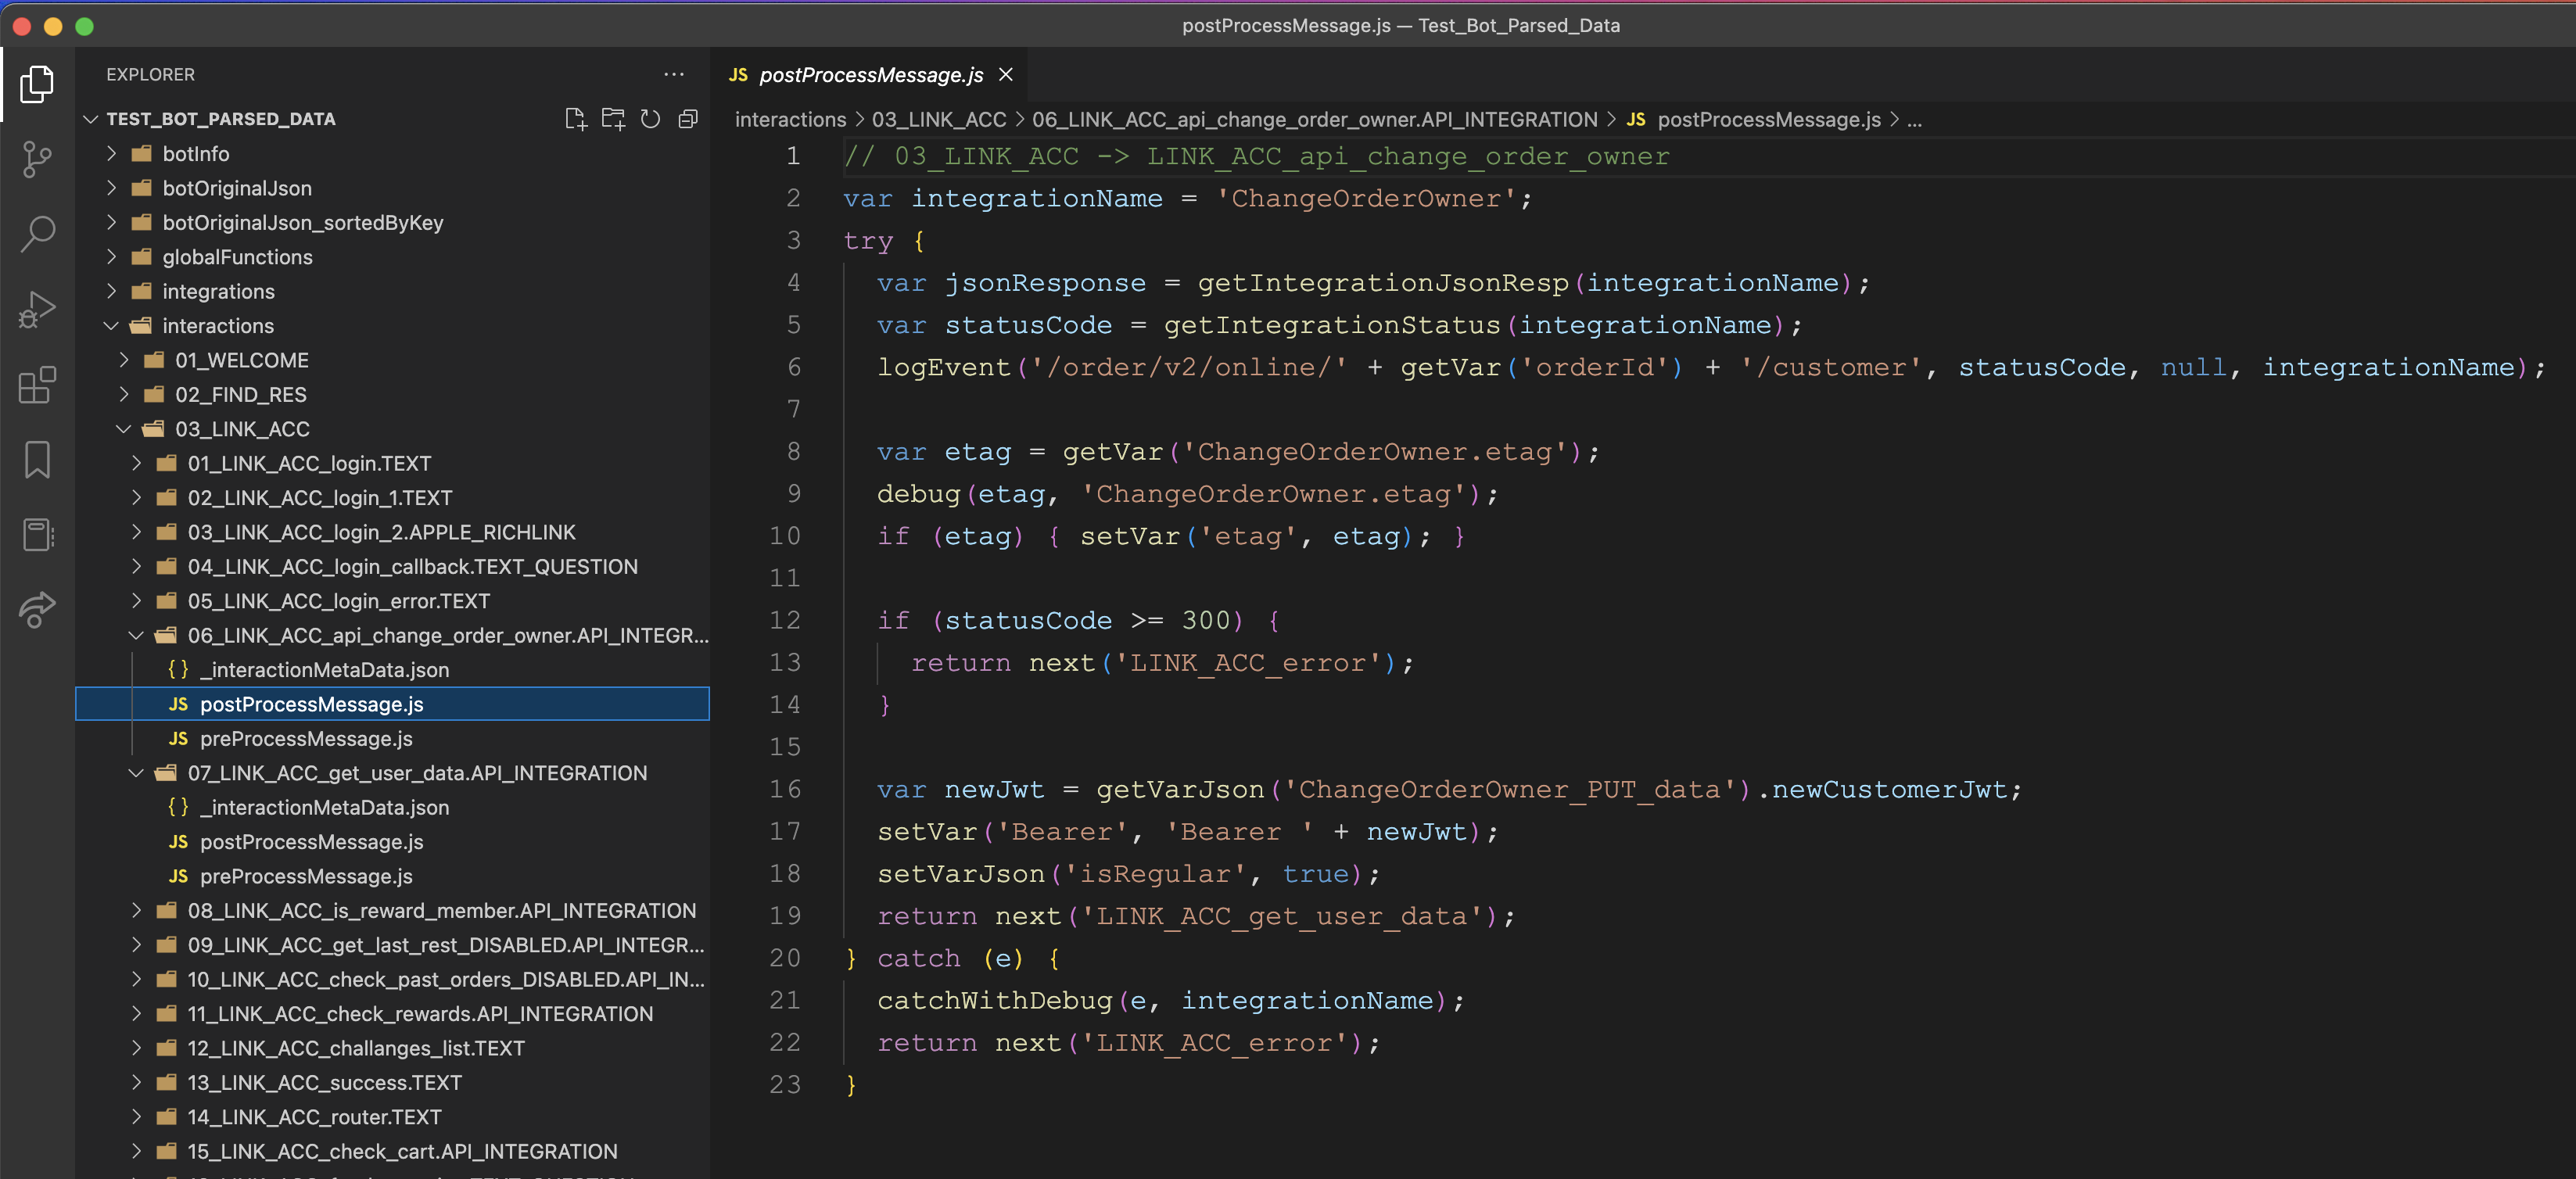 postProcessMessage.js — Test_Bot_Parsed_Data
EXPLORER
TEST_BOT_PARSED_DATA
botInfo
botOriginalJson
botOriginalJson_sortedByKey
globalFunctions
integrations
interactions
01_WELCOME
02_FIND_RES
03_LINK_ACC
01_LINK_ACC_login.TEXT
02_LINK_ACC_login_1.TEXT
03_LINK_ACC_login_2.APPLE_RICHLINK
04_LINK_ACC_login_callback.TEXT_QUESTION
05_LINK_ACC_login_error.TEXT
06_LINK_ACC_api_change_order_owner.API_INTEGR...
{ } _interactionMetaData.json
JS postProcessMessage.js
JS preProcessMessage.js
07_LINK_ACC_get_user_data.API_INTEGRATION
{ } _interactionMetaData.json
JS postProcessMessage.js
JS preProcessMessage.js
08_LINK_ACC_is_reward_member.API_INTEGRATION
09_LINK_ACC_get_last_rest_DISABLED.API_INTEGR...
10_LINK_ACC_check_past_orders_DISABLED.API_IN...
11_LINK_ACC_check_rewards.API_INTEGRATION
12_LINK_ACC_challanges_list.TEXT
13_LINK_ACC_success.TEXT
14_LINK_ACC_router.TEXT
15_LINK_ACC_check_cart.API_INTEGRATION
JS postProcessMessage.js
interactions > 03_LINK_ACC > 06_LINK_ACC_api_change_order_owner.API_INTEGRATION > JS postProcessMessage.js > ...
1 // 03_LINK_ACC -> LINK_ACC_api_change_order_owner
2 var integrationName = 'ChangeOrderOwner';
3 try {
4 var jsonResponse = getIntegrationJsonResp(integrationName);
5 var statusCode = getIntegrationStatus(integrationName);
6 logEvent('/order/v2/online/' + getVar('orderId') + '/customer', statusCode, null, integrationName);
7
8 var etag = getVar('ChangeOrderOwner.etag');
9 debug(etag, 'ChangeOrderOwner.etag');
10 if (etag) { setVar('etag', etag); }
11
12 if (statusCode >= 300) {
13 return next('LINK_ACC_error');
14 }
15
16 var newJwt = getVarJson('ChangeOrderOwner_PUT_data').newCustomerJwt;
17 setVar('Bearer', 'Bearer ' + newJwt);
18 setVarJson('isRegular', true);
19 return next('LINK_ACC_get_user_data');
20 } catch (e) {
21 catchWithDebug(e, integrationName);
22 return next('LINK_ACC_error');
23 }